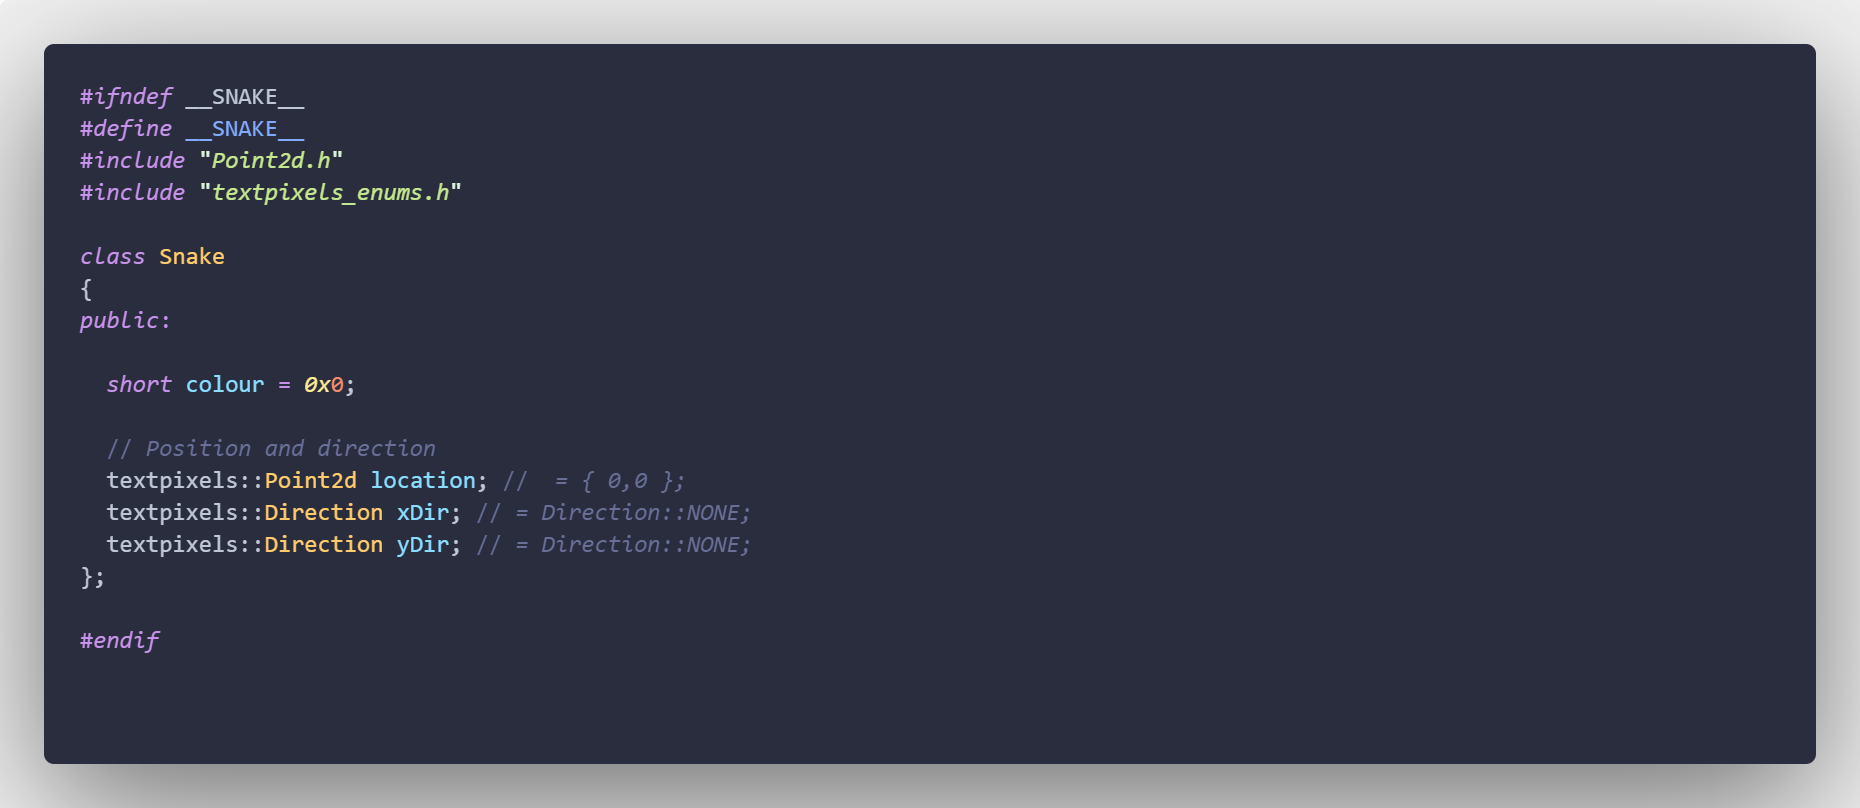 #ifndef __SNAKE__
#define __SNAKE__
#include "Point2d.h"
#include "textpixels_enums.h"
class Snake
{
public:
short colour = 0x0;
// Position and direction
textpixels::Point2d location; //  = { 0,0 };
textpixels::Direction xDir; // = Direction::NONE;
textpixels::Direction yDir; // = Direction::NONE;
};
#endif